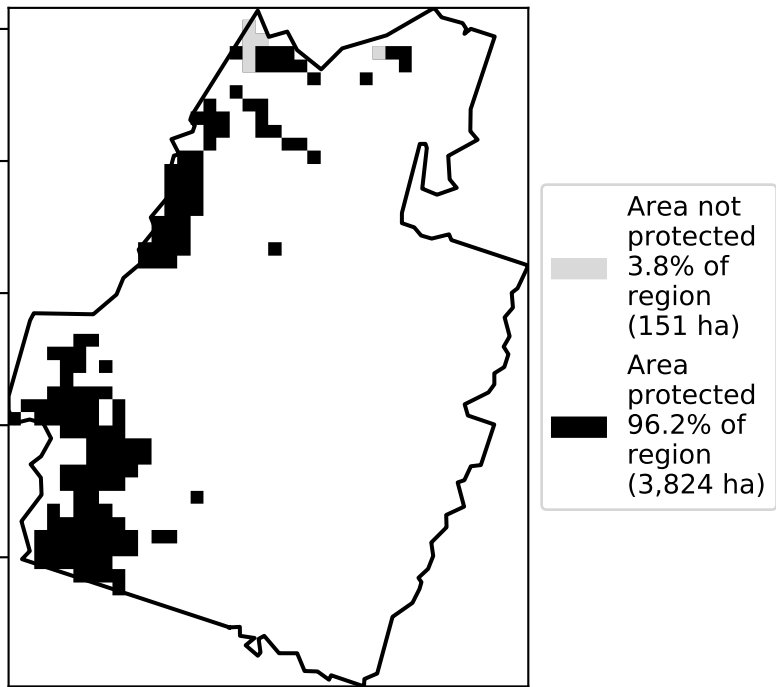 Area not
protected
3.8% of
region
(151 ha)
Area
protected
96.2% of
region
(3,824 ha)